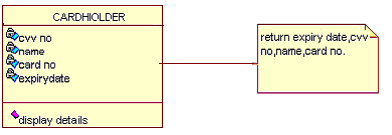 CARDHOLDER
cvv no
name
card no
expirydate
display details
return expiry date,cvv
no,name,card no.